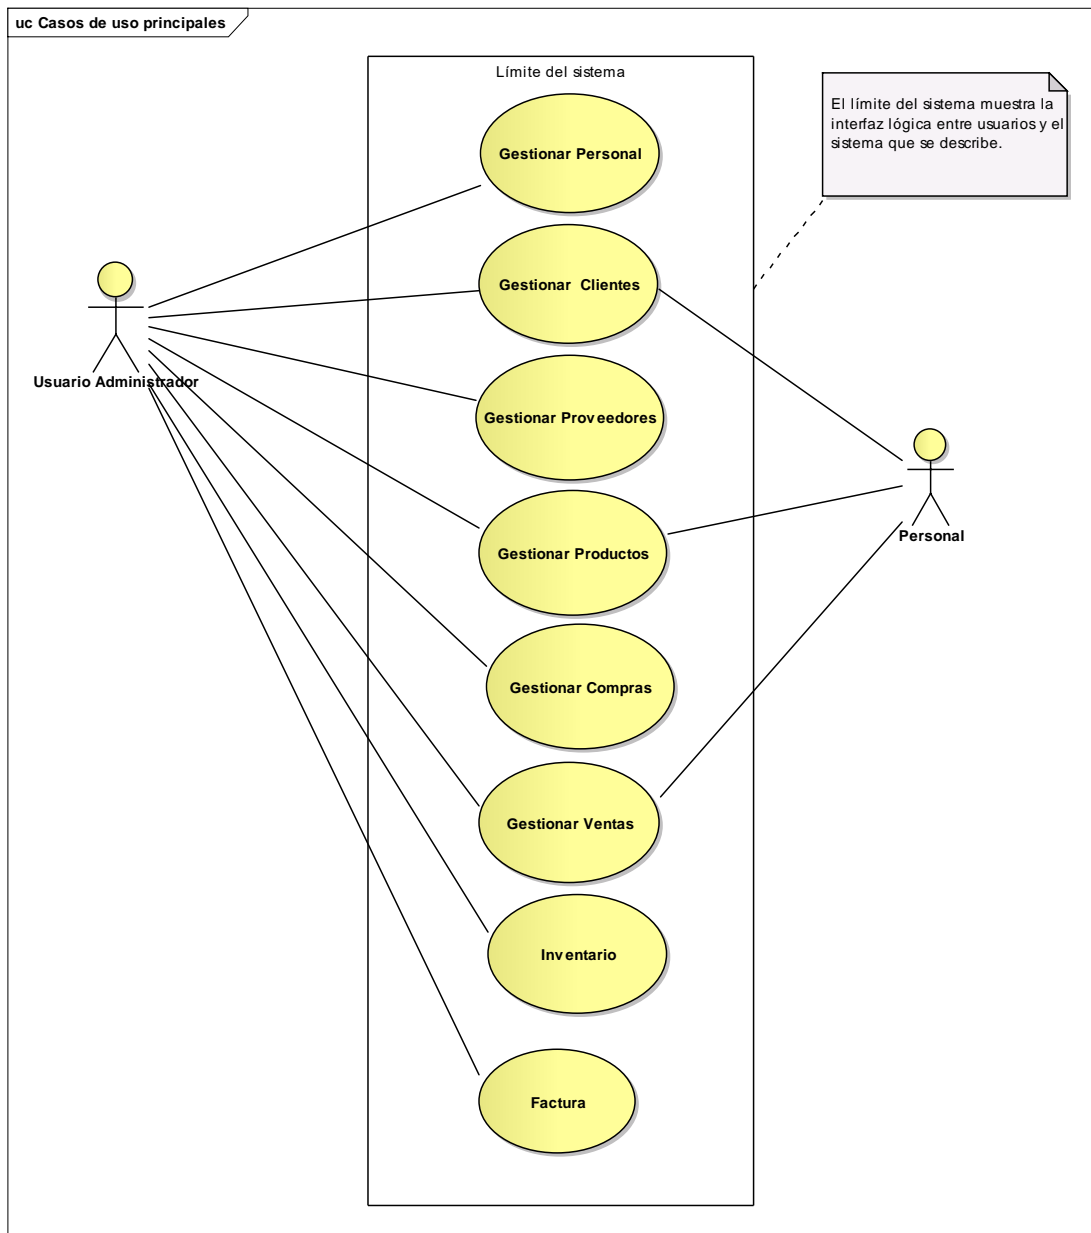 uc Casos de uso principales
Límite del sistema
El límite del sistema muestra la
interfaz lógica entre usuarios y el
sistema que se describe.
Gestionar Personal
Gestionar Clientes
Usuario Administrador
Gestionar Proveedores
Personal
Gestionar Productos
Gestionar Compras
Gestionar Ventas
Inventario
Factura